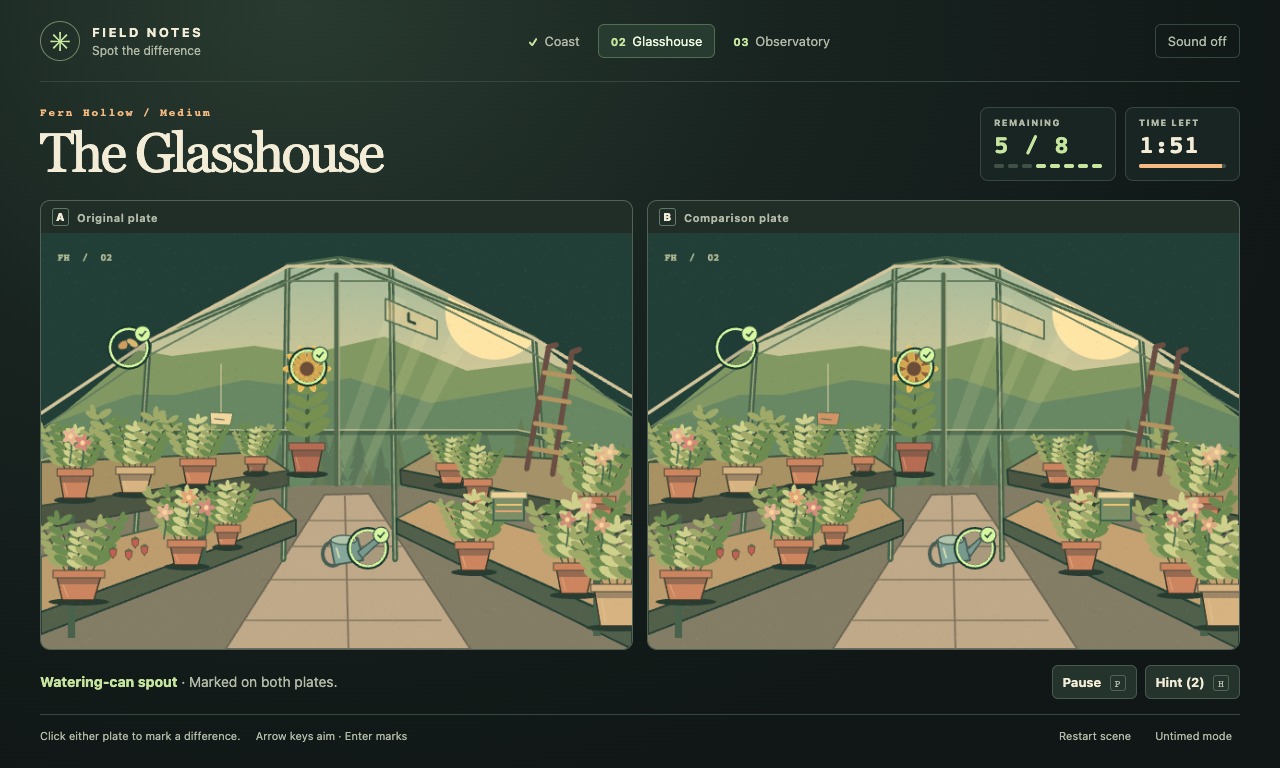 FIELD NOTES
Spot the difference
Coast
02 Glasshouse
03 Observatory
Sound off
Fern Hollow / Medium
The Glasshouse
REMAINING
5 / 8
TIME LEFT
1:51
A Original plate
B Comparison plate
FH / 02
FH / 02
L
Watering-can spout · Marked on both plates.
Pause P
Hint (2) H
Click either plate to mark a difference.
Arrow keys aim · Enter marks
Restart scene
Untimed mode